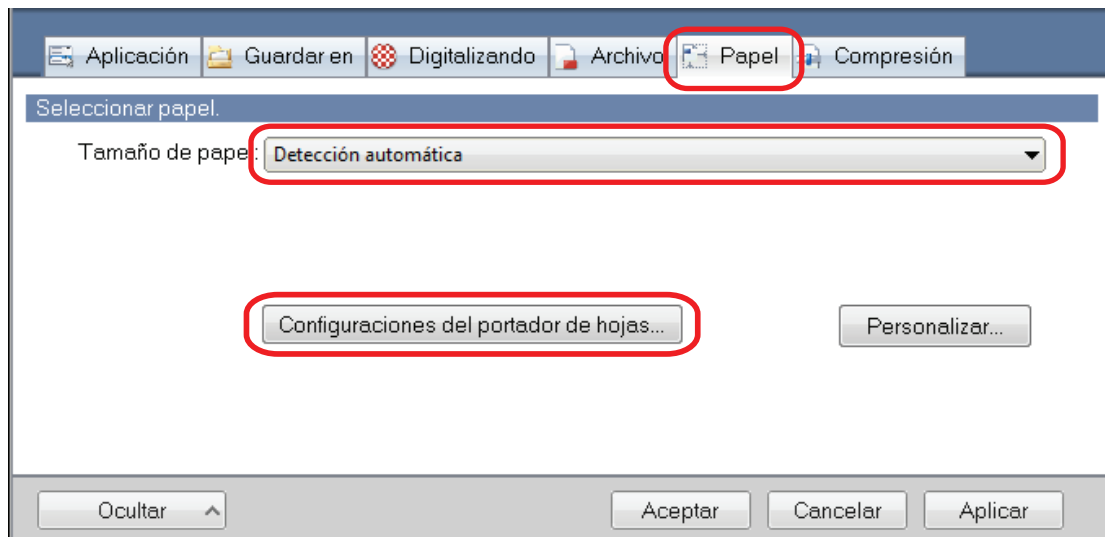 Aplicación Guardar en Digitalizando Archivo Papel Compresión
Seleccionar papel.
Tamaño de papel: Detección automática
Configuraciones del portador de hojas... Personalizar...
Ocultar Aceptar Cancelar Aplicar